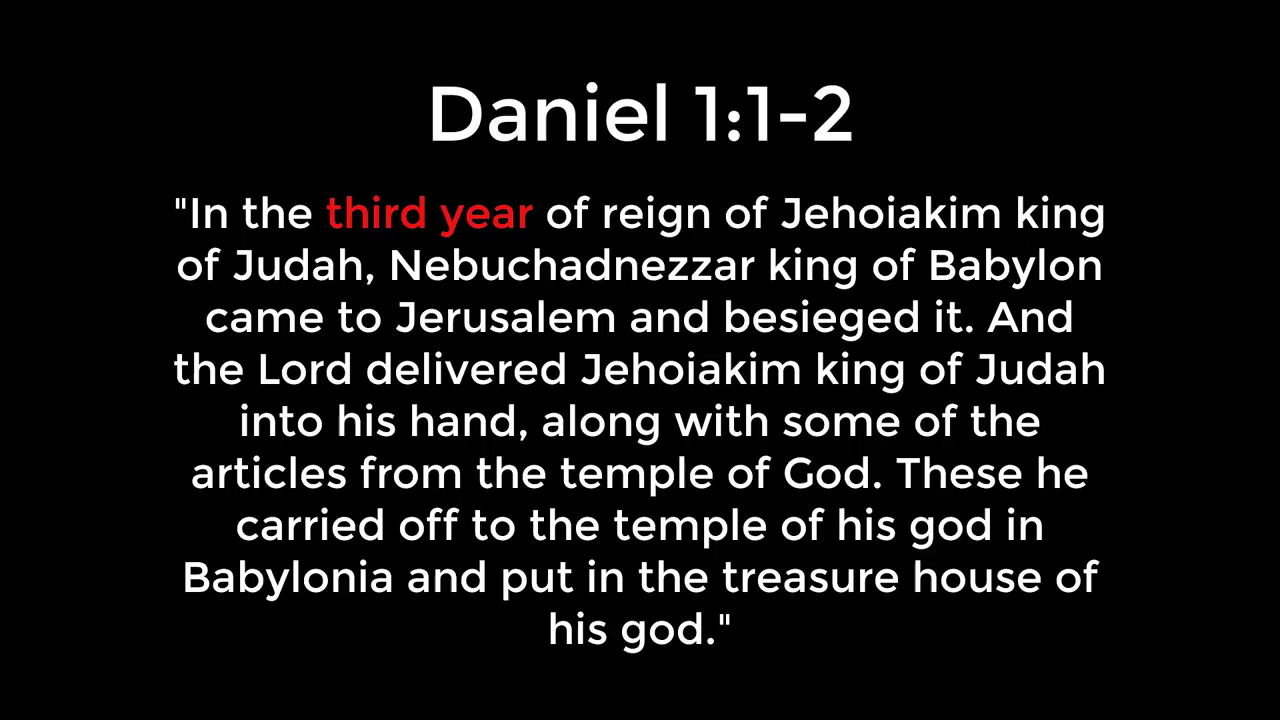 Daniel 1:1-2
"In the third year of reign of Jehoiakim king
of Judah, Nebuchadnezzar king of Babylon
came to Jerusalem and besieged it. And
the Lord delivered Jehoiakim king of Judah
into his hand, along with some of the
articles from the temple of God. These he
carried off to the temple of his god in
Babylonia and put in the treasure house of
his god."